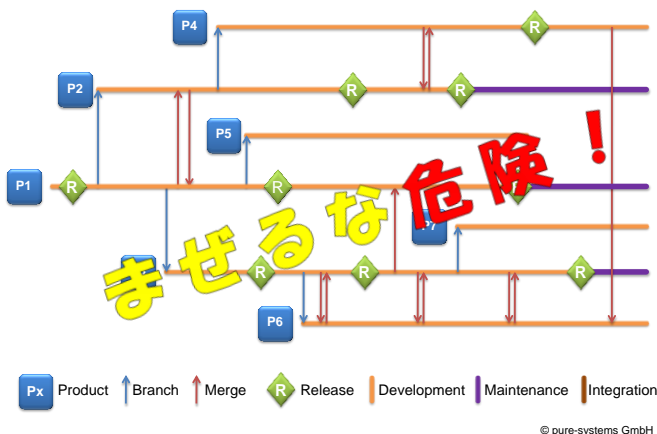 P4
R
P2
R
R
P5
P1
R
R
R
P7
R
R
R
P6
まぜるな危険！
Px Product Branch Merge R Release Development Maintenance Integration
© pure-systems GmbH